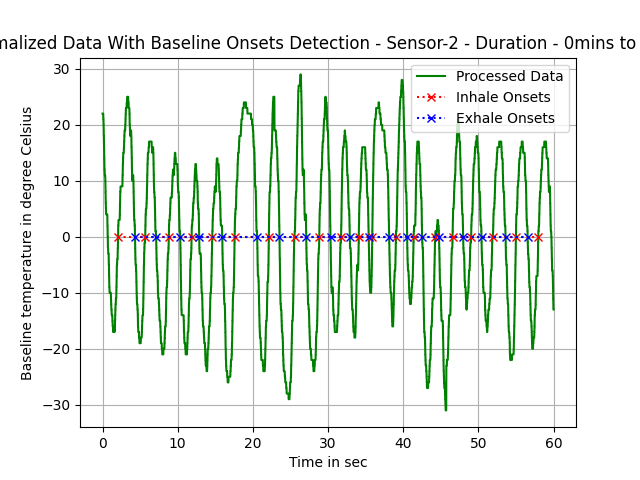 malized Data With Baseline Onsets Detection - Sensor-2 - Duration - 0mins to
Processed Data
Inhale Onsets
Exhale Onsets
Baseline temperature in degree Celsius
30
20
10
0
−10
−20
−30
0 10 20 30 40 50 60
Time in sec